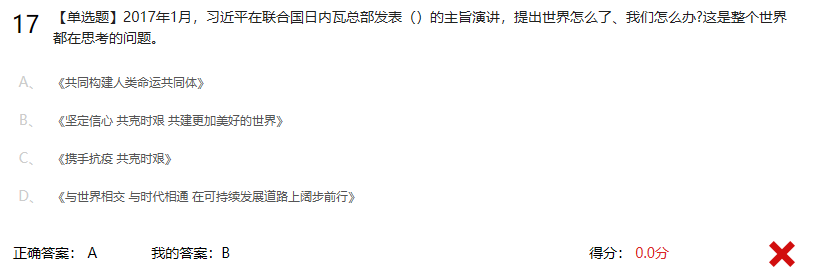 17 【单选题】2017年1月，习近平在联合国日内瓦总部发表（）的主旨演讲，提出世界怎么了、我们怎么办?这是整个世界
都在思考的问题。
A、 《共同构建人类命运共同体》
B、 《坚定信心 共克时艰 共建更加美好的世界》
C、 《携手抗疫 共克时艰》
D、 《与世界相交 与时代相通 在可持续发展道路上阔步前行》
正确答案： A 我的答案：B 得分： 0.0分